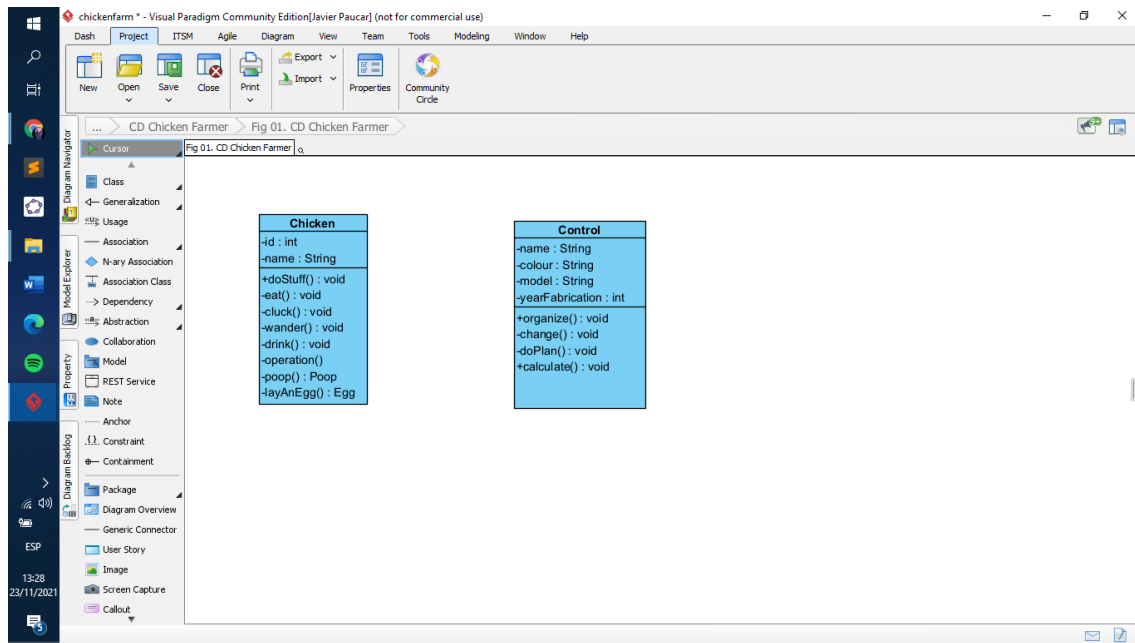 chickenfarm * - Visual Paradigm Community Edition[Javier Paucar] (not for commercial use)
Dash Project ITSM Agile Diagram View Team Tools Modeling Window Help
New
Open
Save
Close
Print
Export
Import
Properties
Community
Circle
... CD Chicken Farmer Fig 01. CD Chicken Farmer
Fig 01. CD Chicken Farmer
Diagram Navigator
Model Explorer
Property
Diagram Backlog
Cursor
Class
Generalization
Usage
Association
N-ary Association
Association Class
Dependency
Abstraction
Collaboration
Model
REST Service
Note
Anchor
Constraint
Containment
Package
Diagram Overview
Generic Connector
User Story
Image
Screen Capture
Callout
Chicken
-id : int
-name : String
+doStuff() : void
-eat() : void
-cluck() : void
-wander() : void
-drink() : void
-operation()
-poop() : Poop
-layAnEgg() : Egg
Control
-name : String
-colour : String
-model : String
-yearFabrication : int
+organize() : void
-change() : void
-doPlan() : void
+calculate() : void
ESP
13:28
23/11/2021
5